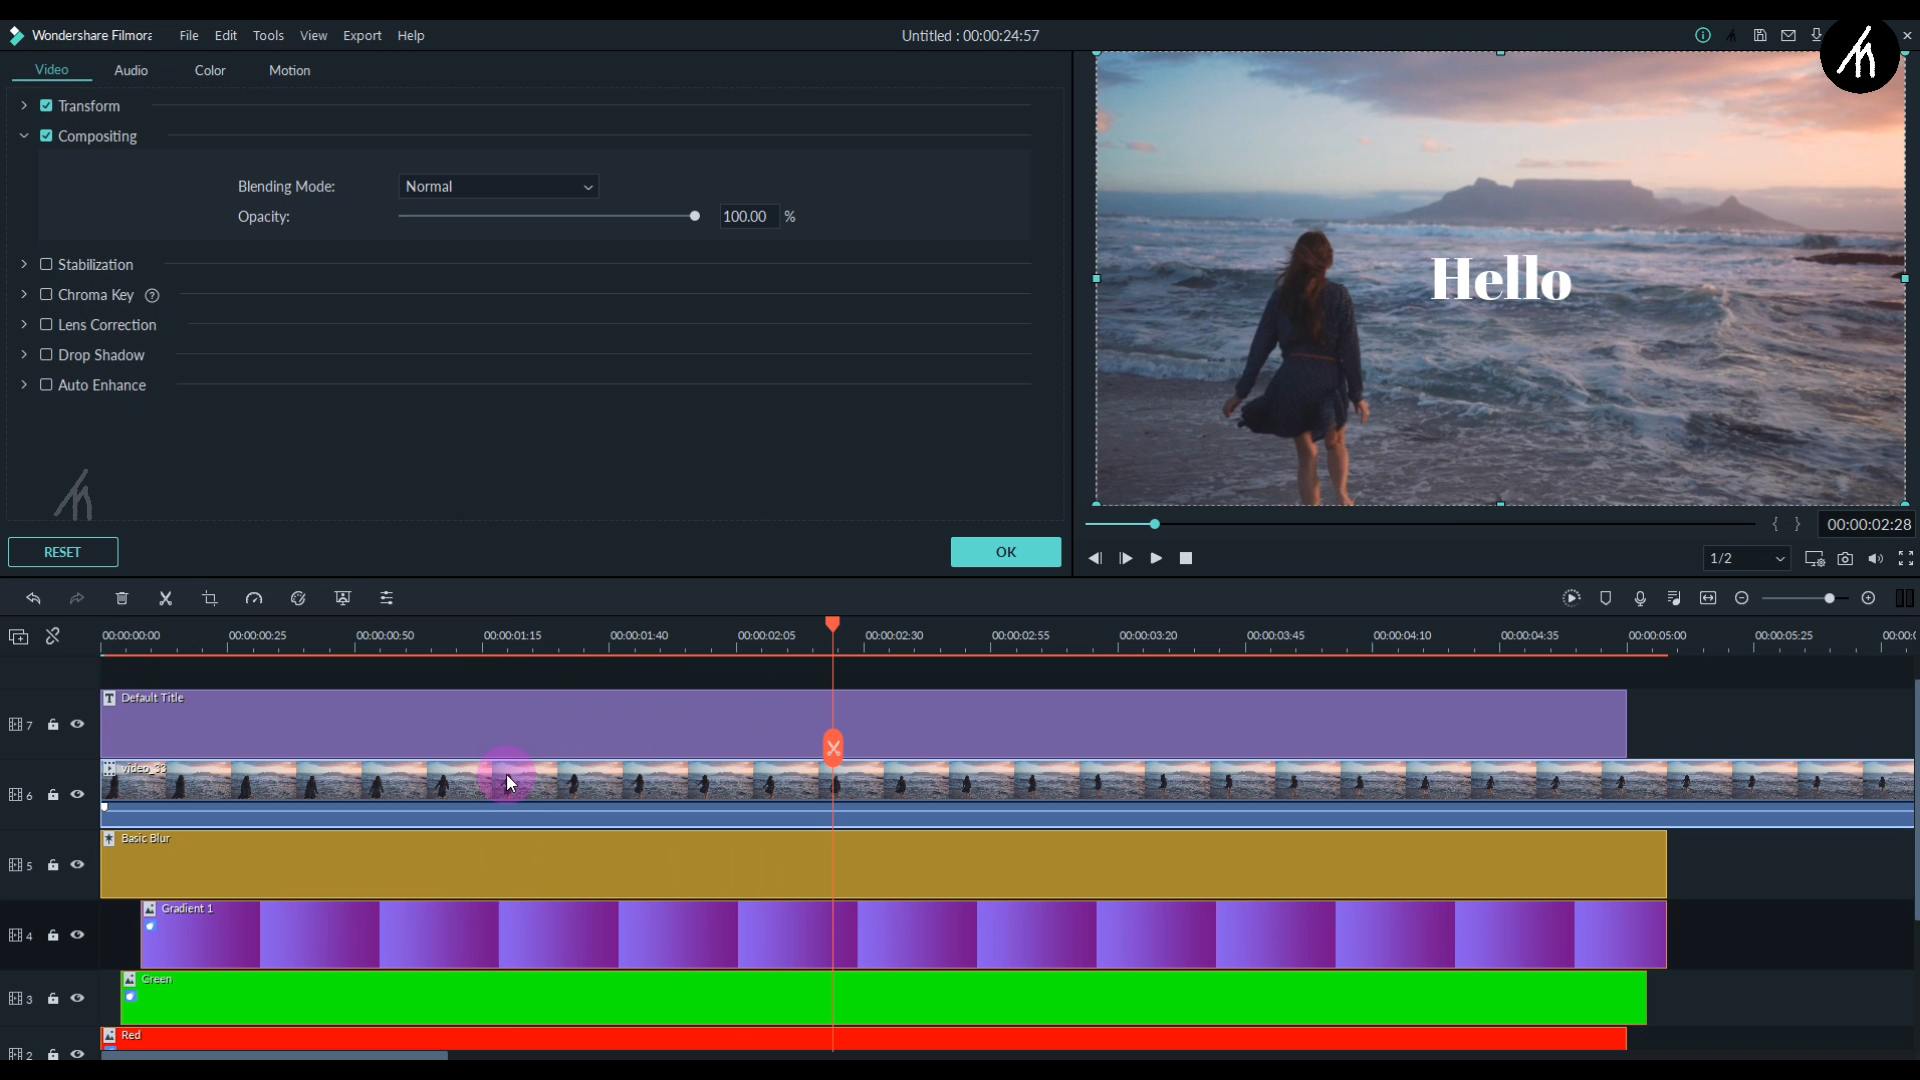 Wondershare Filmora File Edit Tools View Export Help Untitled : 00:00:24:57
Video Audio Color Motion
Transform
Compositing
Blending Mode: Normal
Opacity: 100.00 %
Stabilization
Chroma Key ?
Lens Correction
Drop Shadow
Auto Enhance
RESET OK
Hello
{ } 00:00:02:28
1/2
00:00:00:00 00:00:00:25 00:00:00:50 00:00:01:15 00:00:01:40 00:00:02:05 00:00:02:30 00:00:02:55 00:00:03:20 00:00:03:45 00:00:04:10 00:00:04:35 00:00:05:00 00:00:05:25
T Default Title
7
video_33
6
Basic Blur
5
Gradient 1
4
Green
3
Red
2